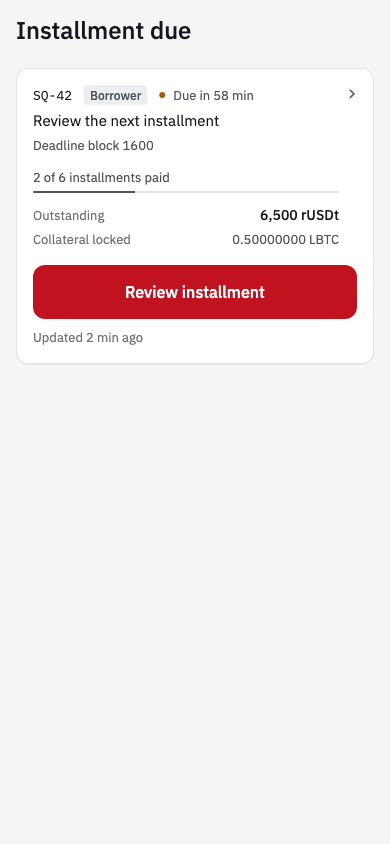 Installment due
SQ-42 Borrower Due in 58 min
Review the next installment
Deadline block 1600
2 of 6 installments paid
Outstanding 6,500 rUSDt
Collateral locked 0.50000000 LBTC
Review installment
Updated 2 min ago